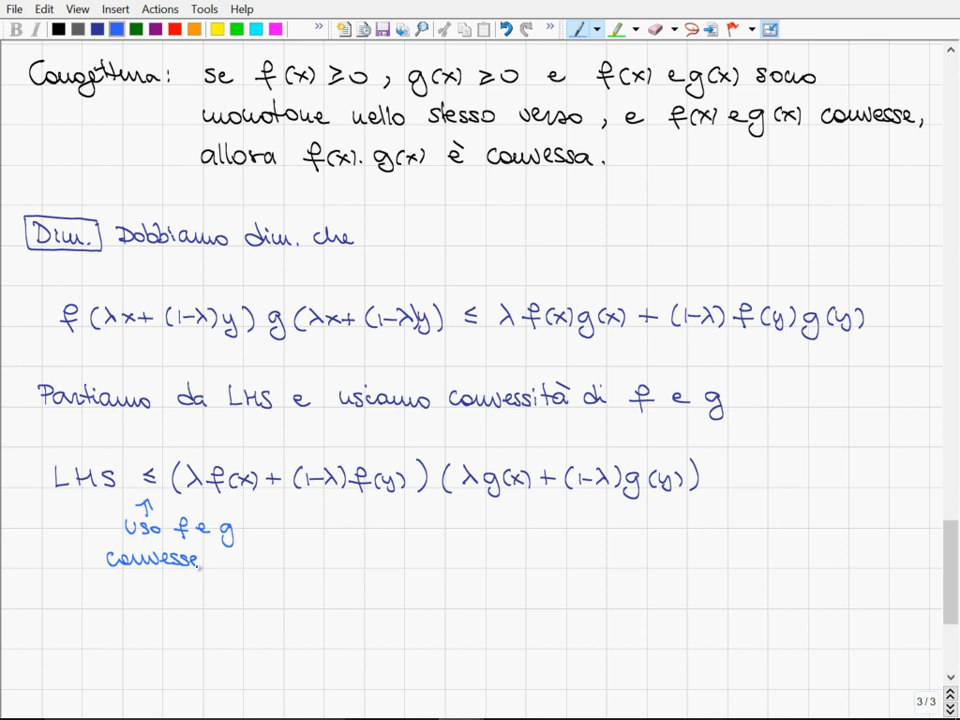 File Edit View Insert Actions Tools Help
B I
Congettura: se f(x) ≥ 0, g(x) ≥ 0 e f(x) e g(x) sono
monotone nello stesso verso, e f(x) e g(x) convesse,
allora f(x). g(x) è convessa.
Dim. Dobbiamo dim. che
f(λx + (1-λ)y) g(λx + (1-λ)y) ≤ λ f(x)g(x) + (1-λ) f(y)g(y)
Partiamo da LHS e usiamo convessità di f e g
LHS ≤ (λf(x) + (1-λ)f(y)) (λg(x) + (1-λ)g(y))
↑
uso f e g
convesse.
3 / 3